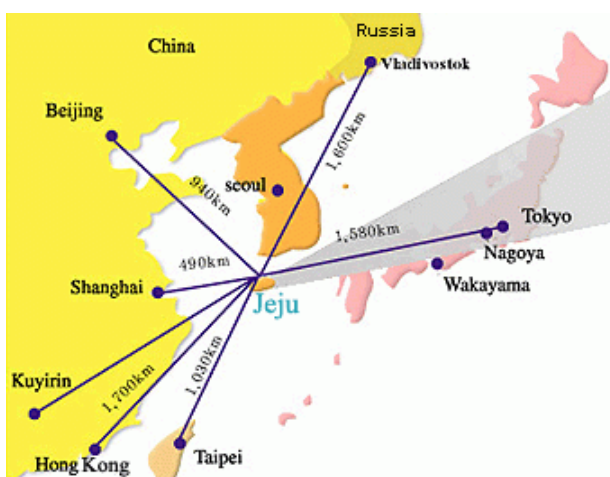 Russia
China
Vladivostok
Beijing
1,600km
940km
seoul
1,580km
Tokyo
Nagoya
490km
Shanghai
Wakayama
Jeju
Kuyirin
1,700km
1,030km
Hong Kong
Taipei